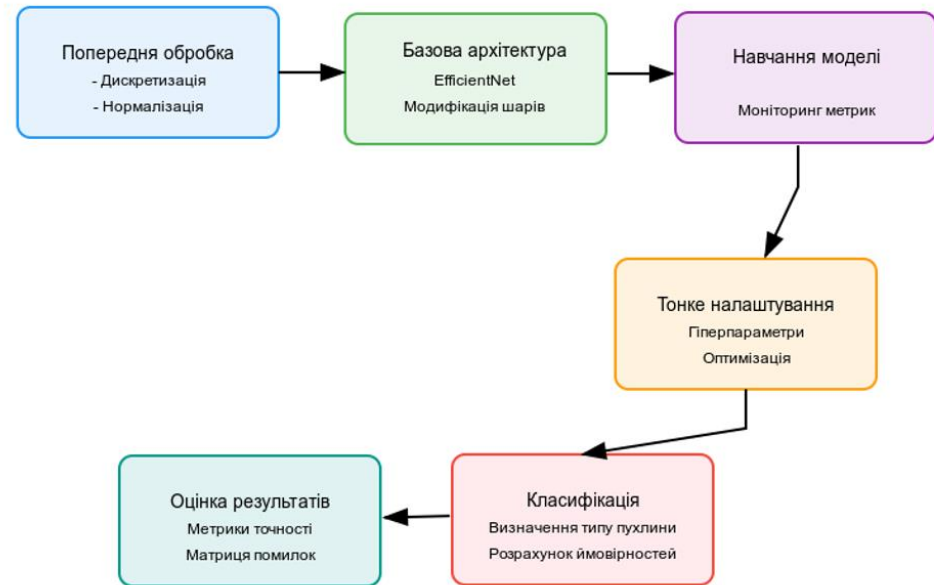 Попередня обробка
- Дискретизація
- Нормалізація
Базова архітектура
EfficientNet
Модифікація шарів
Навчання моделі
Моніторинг метрик
Тонке налаштування
Гіперпараметри
Оптимізація
Класифікація
Визначення типу пухлини
Розрахунок ймовірностей
Оцінка результатів
Метрики точності
Матриця помилок